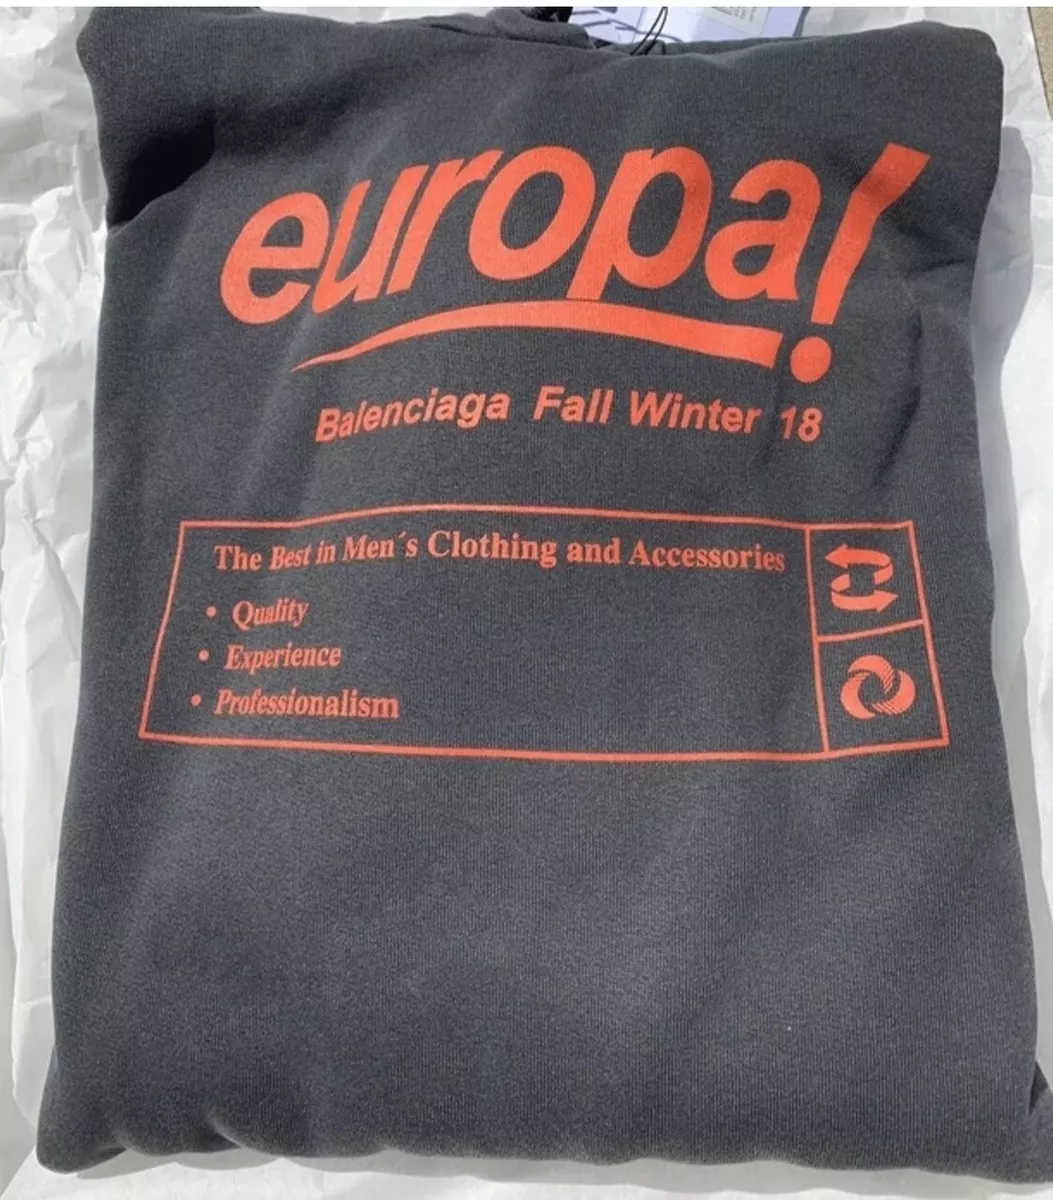 europa!
Balenciaga Fall Winter 18
The Best in Men´s Clothing and Accessories
• Quality
• Experience
• Professionalism